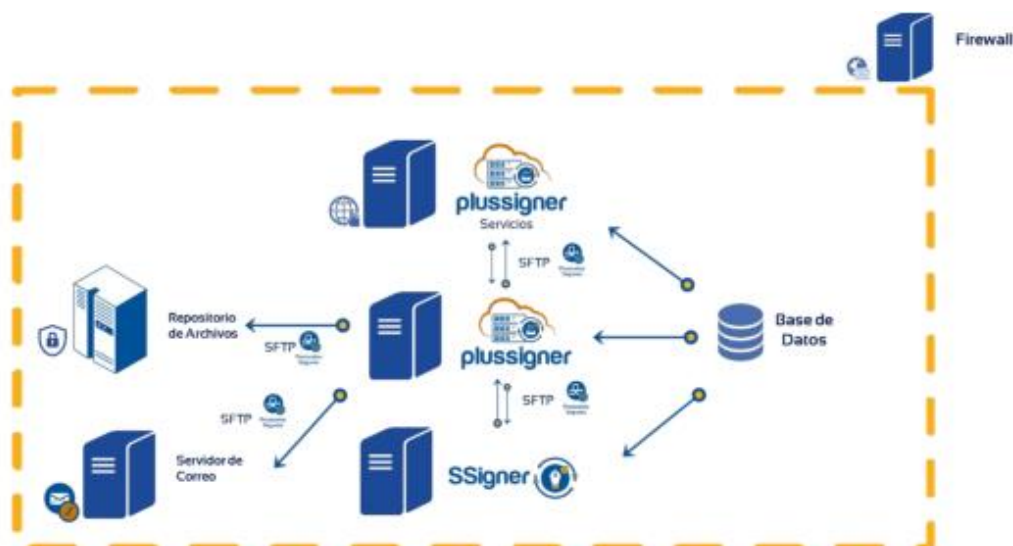 Firewall
plussigner
Servicios
SFTP
Repositorio
de Archivos
SFTP
plussigner
Base de
Datos
SFTP
SFTP
Servidor de
Correo
SSigner